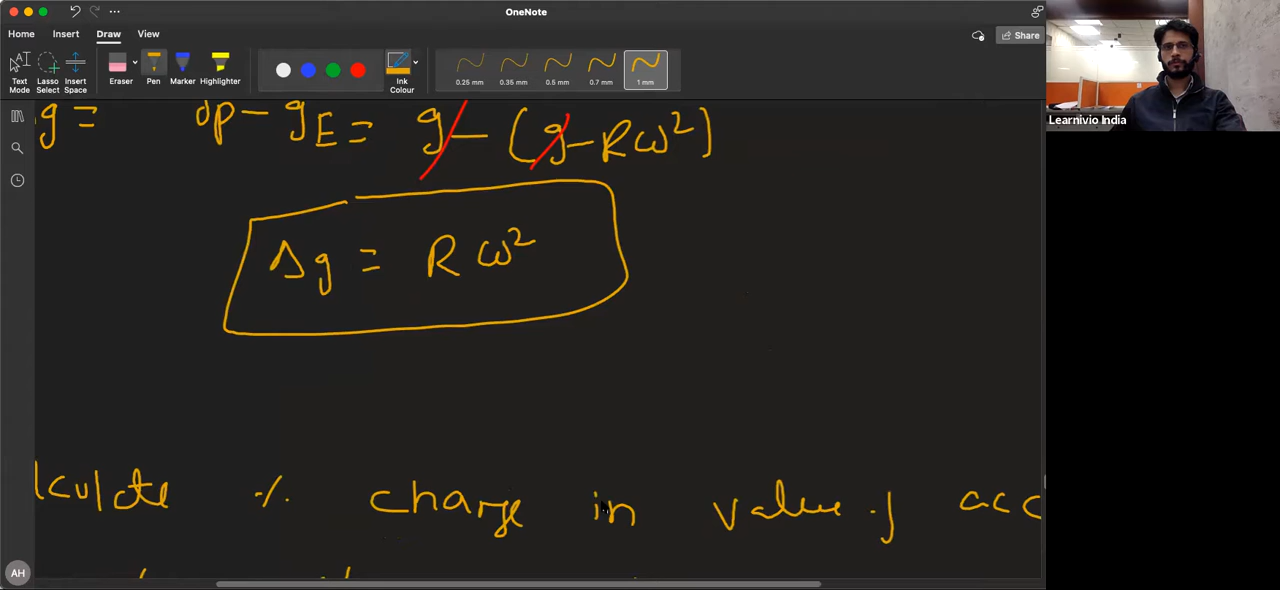 OneNote
Home Insert Draw View
Share
Text Mode
Lasso Select
Insert Space
Eraser
Pen
Marker
Highlighter
0.25 mm
0.35 mm
0.5 mm
0.7 mm
1 mm
Ink Colour
Learnivio India
g = gp - gE = g - (g - Rω²)
Δg = Rω²
lculate % change in value of acc
AH